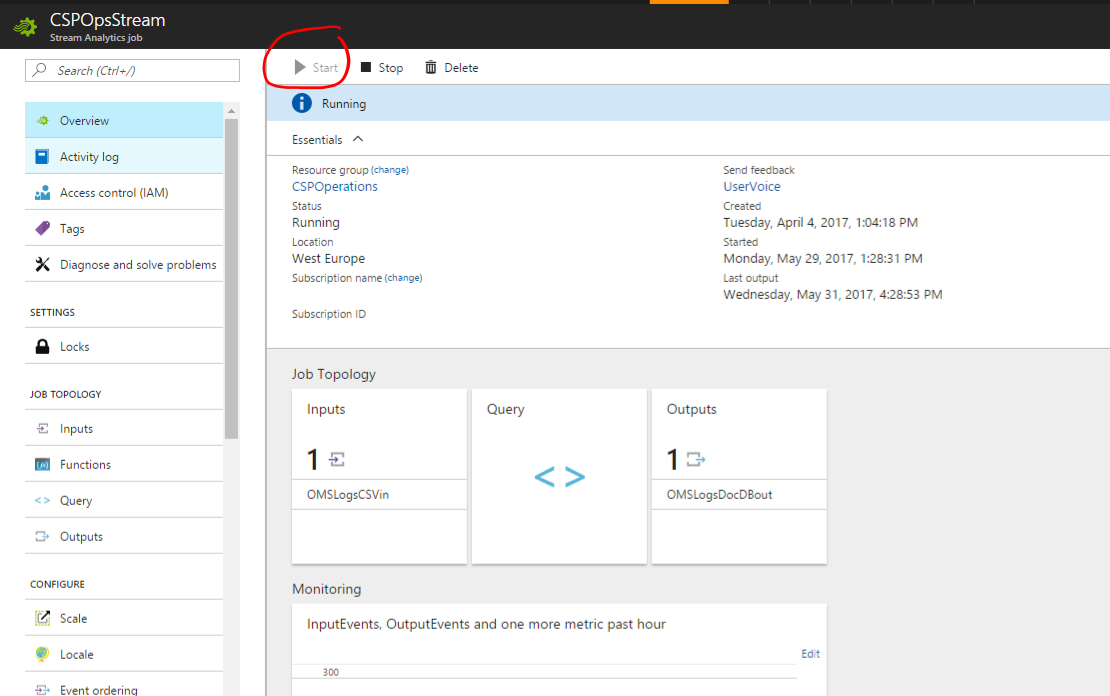 CSPOpsStream
Stream Analytics job
Search (Ctrl+/)
Overview
Activity log
Access control (IAM)
Tags
Diagnose and solve problems
SETTINGS
Locks
JOB TOPOLOGY
Inputs
Functions
Query
Outputs
CONFIGURE
Scale
Locale
Event ordering
Start Stop Delete
Running
Essentials
Resource group (change)
CSPOperations
Status
Running
Location
West Europe
Subscription name (change)
Subscription ID
Send feedback
UserVoice
Created
Tuesday, April 4, 2017, 1:04:18 PM
Started
Monday, May 29, 2017, 1:28:31 PM
Last output
Wednesday, May 31, 2017, 4:28:53 PM
Job Topology
Inputs
1
OMSLogsCSVin
Query
< >
Outputs
1
OMSLogsDocDBout
Monitoring
InputEvents, OutputEvents and one more metric past hour
Edit
300